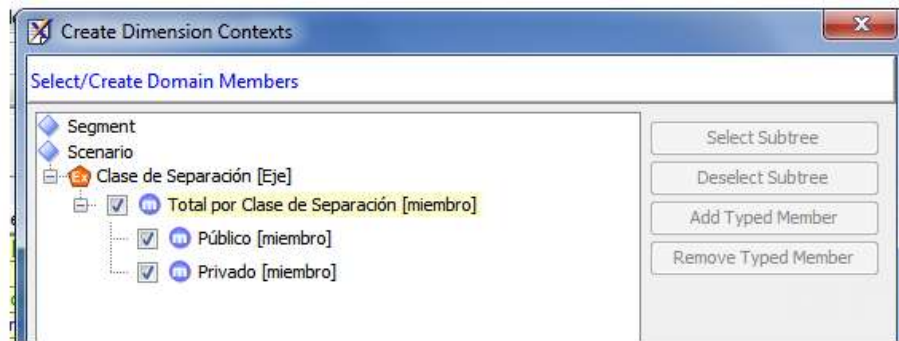 Create Dimension Contexts
Select/Create Domain Members
Segment
Scenario
Clase de Separación [Eje]
Total por Clase de Separación [miembro]
Público [miembro]
Privado [miembro]
Select Subtree
Deselect Subtree
Add Typed Member
Remove Typed Member